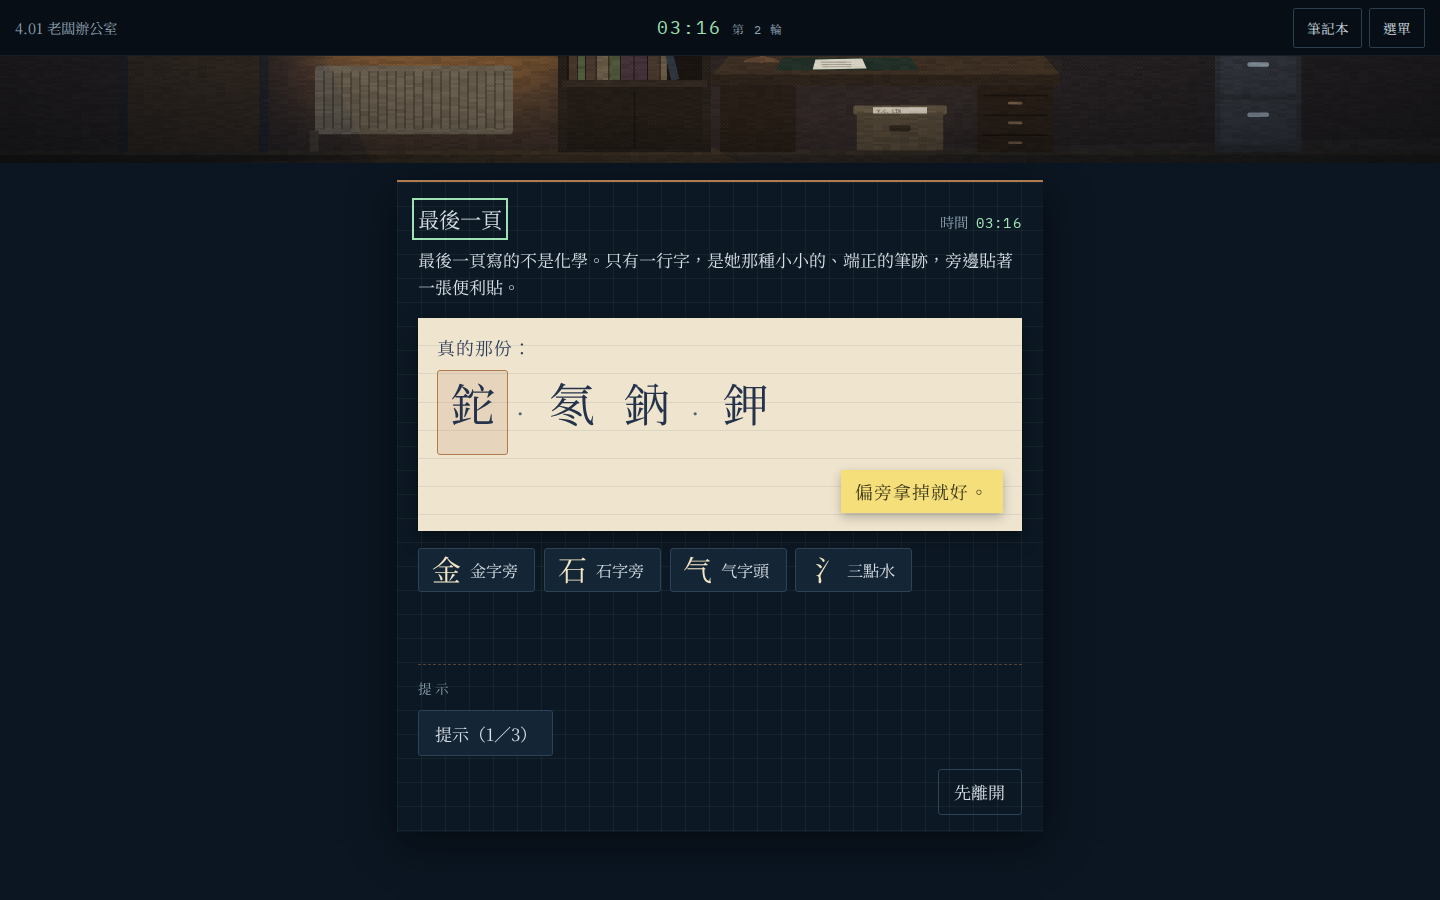 4.01 老闆辦公室
03:16 第 2 輪
筆記本
選單
最後一頁
時間 03:16
最後一頁寫的不是化學。只有一行字，是她那種小小的、端正的筆跡，旁邊貼著
一張便利貼。
真的那份：
鉈 · 氡 鈉 · 鉀
偏旁拿掉就好。
金 金字旁
石 石字旁
气 气字頭
氵 三點水
提示
提示（1／3）
先離開